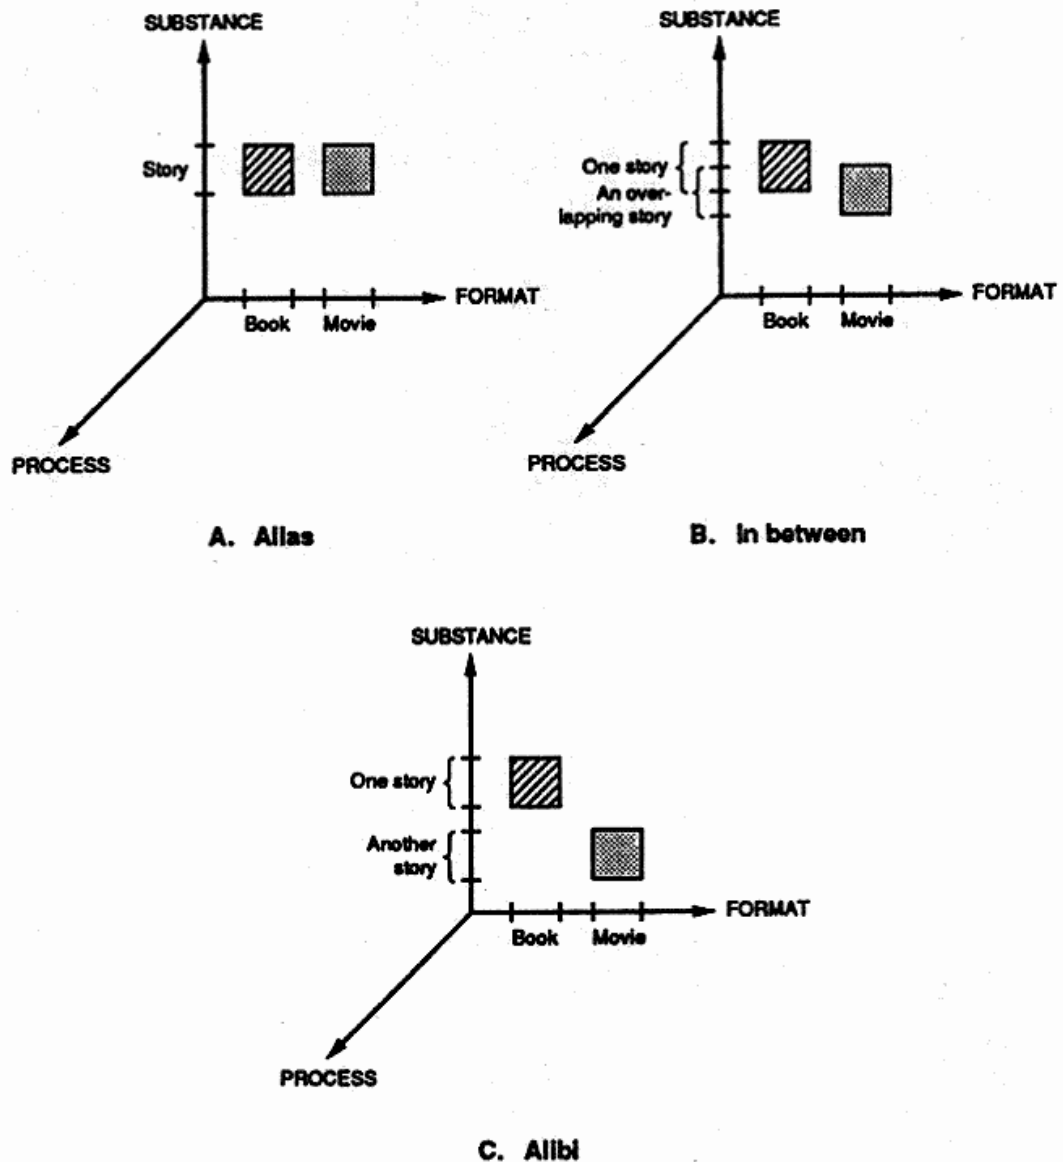 SUBSTANCE
Story
FORMAT
Book Movie
PROCESS
A. Alias
SUBSTANCE
One story
An over-
lapping story
FORMAT
Book Movie
PROCESS
B. In between
SUBSTANCE
One story
Another
story
FORMAT
Book Movie
PROCESS
C. Alibi